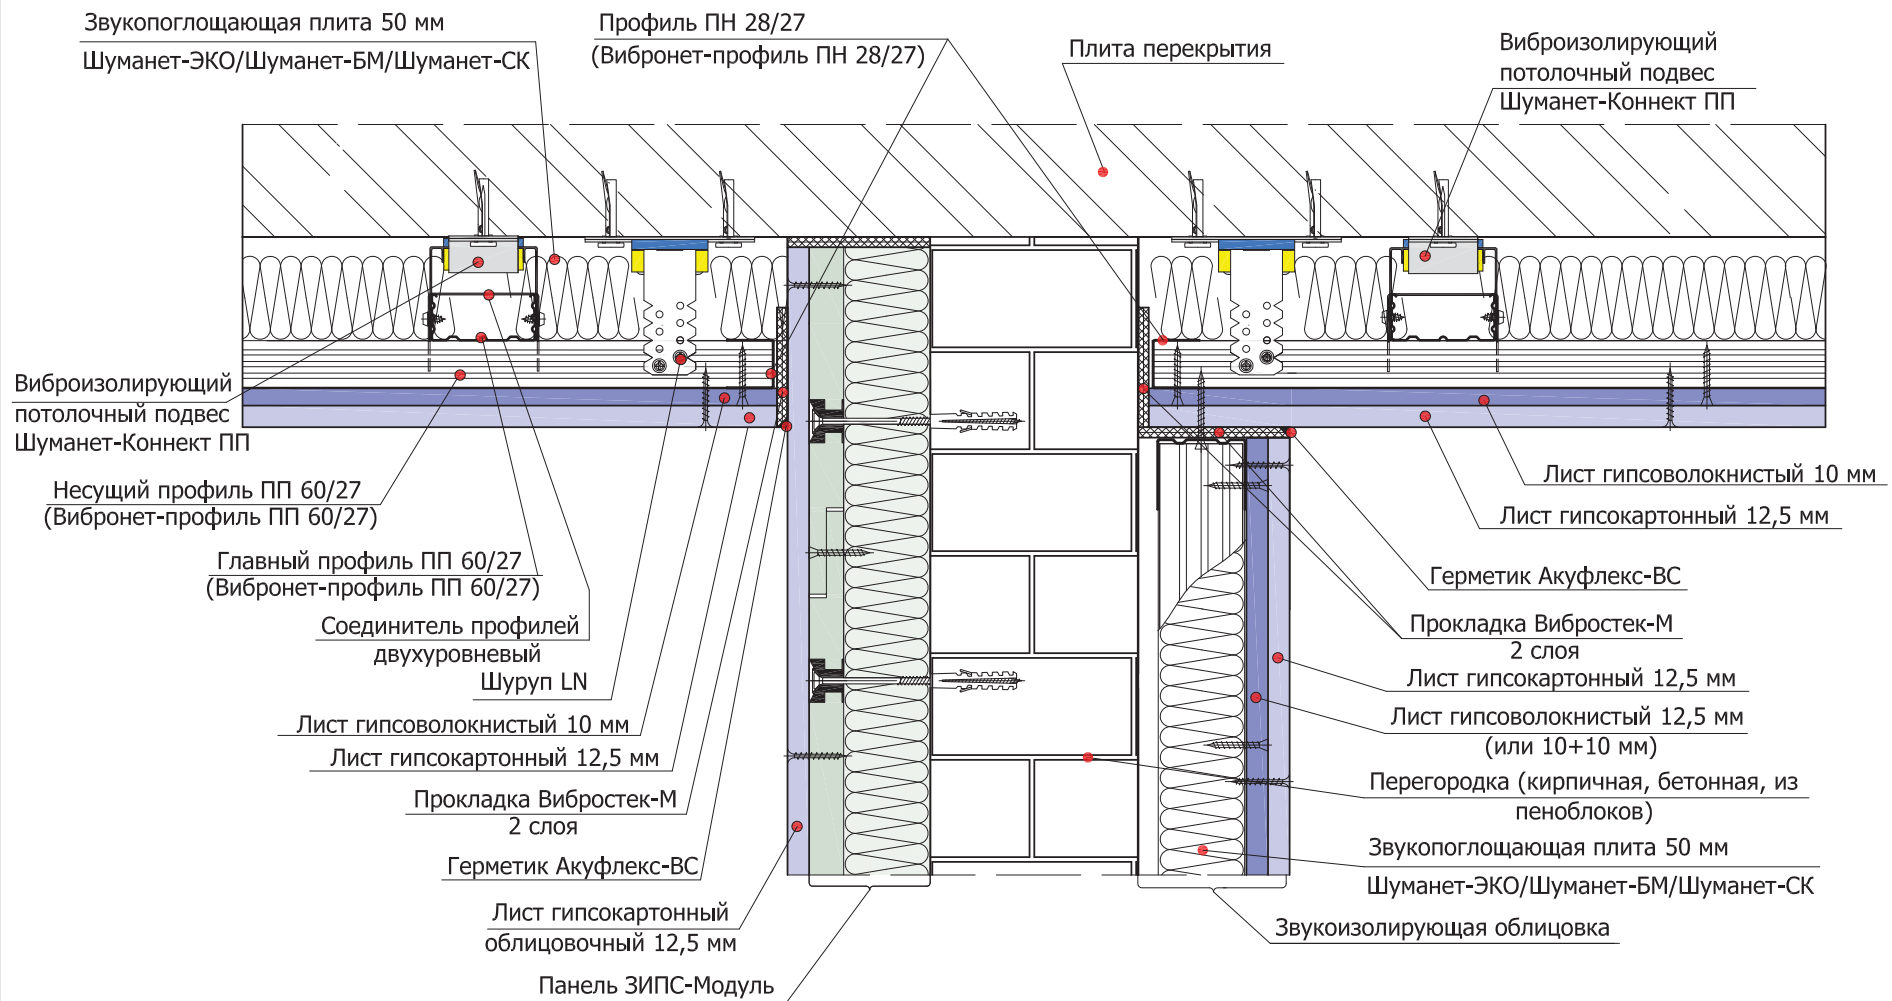 Звукопоглощающая плита 50 мм
Шуманет-ЭКО/Шуманет-БМ/Шуманет-СК
Профиль ПН 28/27
(Вибронет-профиль ПН 28/27)
Плита перекрытия
Виброизолирующий
потолочный подвес
Шуманет-Коннект ПП
Виброизолирующий
потолочный подвес
Шуманет-Коннект ПП
Несущий профиль ПП 60/27
(Вибронет-профиль ПП 60/27)
Главный профиль ПП 60/27
(Вибронет-профиль ПП 60/27)
Соединитель профилей
двухуровневый
Шуруп LN
Лист гипсоволокнистый 10 мм
Лист гипсокартонный 12,5 мм
Прокладка Вибростек-М
2 слоя
Герметик Акуфлекс-ВС
Лист гипсокартонный
облицовочный 12,5 мм
Панель ЗИПС-Модуль
Лист гипсоволокнистый 10 мм
Лист гипсокартонный 12,5 мм
Герметик Акуфлекс-ВС
Прокладка Вибростек-М
2 слоя
Лист гипсокартонный 12,5 мм
Лист гипсоволокнистый 12,5 мм
(или 10+10 мм)
Перегородка (кирпичная, бетонная, из
пеноблоков)
Звукопоглощающая плита 50 мм
Шуманет-ЭКО/Шуманет-БМ/Шуманет-СК
Звукоизолирующая облицовка